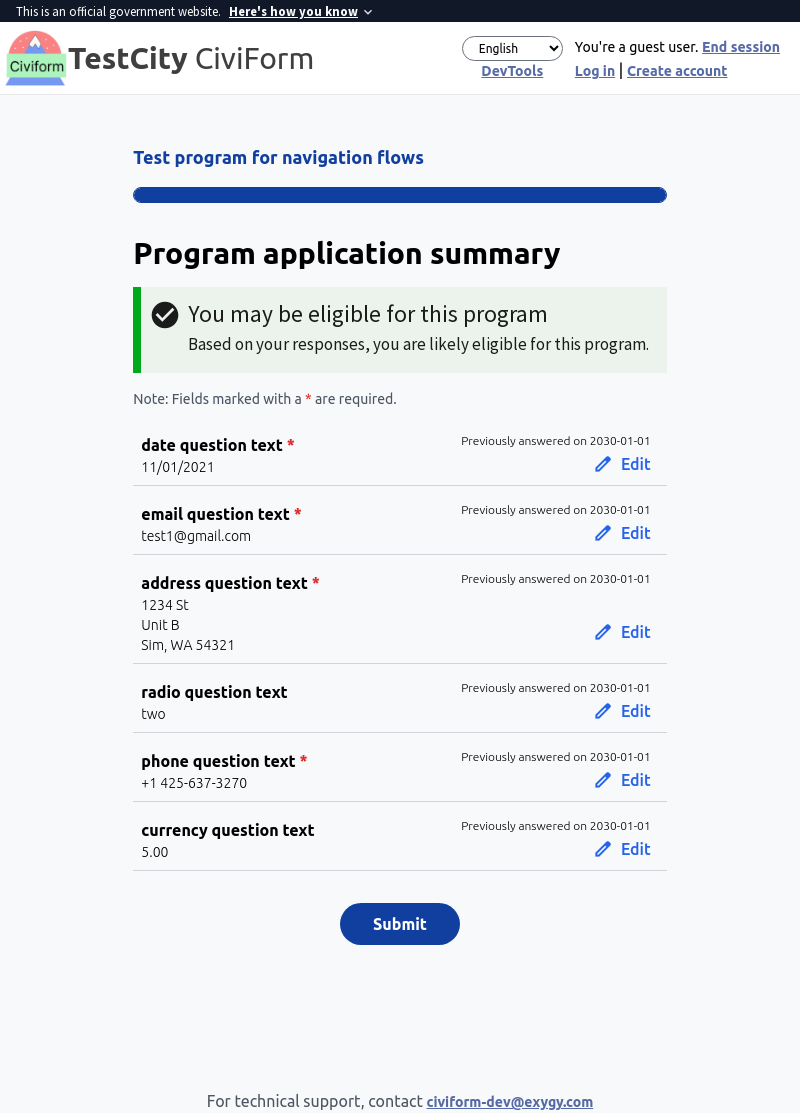 This is an official government website. Here's how you know
Civiform
TestCity CiviForm
English
You're a guest user. End session
DevTools
Log in | Create account
Test program for navigation flows
Program application summary
You may be eligible for this program
Based on your responses, you are likely eligible for this program.
Note: Fields marked with a * are required.
date question text *
Previously answered on 2030-01-01
11/01/2021
Edit
email question text *
Previously answered on 2030-01-01
test1@gmail.com
Edit
address question text *
Previously answered on 2030-01-01
1234 St
Unit B
Sim, WA 54321
Edit
radio question text
Previously answered on 2030-01-01
two
Edit
phone question text *
Previously answered on 2030-01-01
+1 425-637-3270
Edit
currency question text
Previously answered on 2030-01-01
5.00
Edit
Submit
For technical support, contact civiform-dev@exygy.com